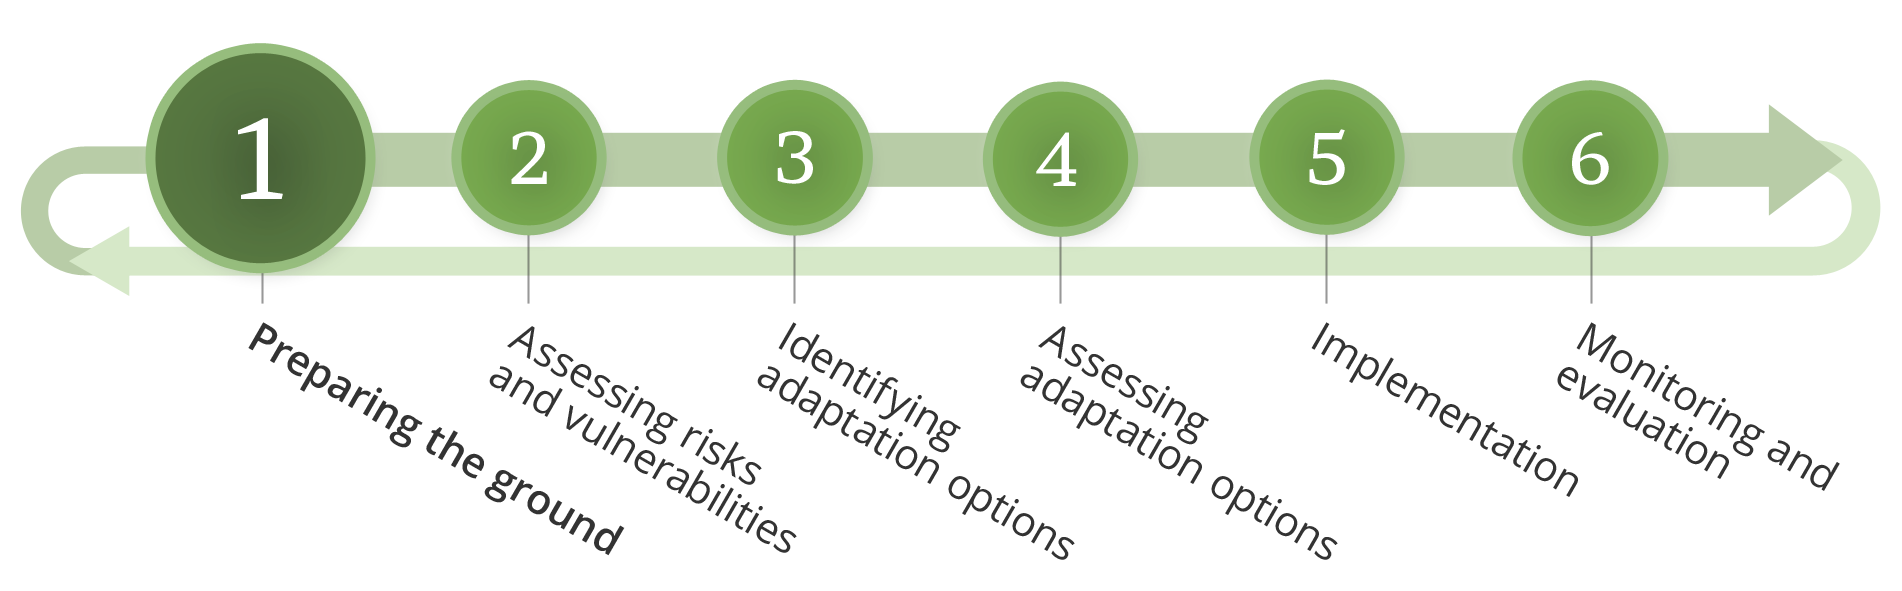 1
2
3
4
5
6
Preparing the ground
Assessing risks
and vulnerabilities
Identifying
adaptation options
Assessing
adaptation options
Implementation
Monitoring and
evaluation